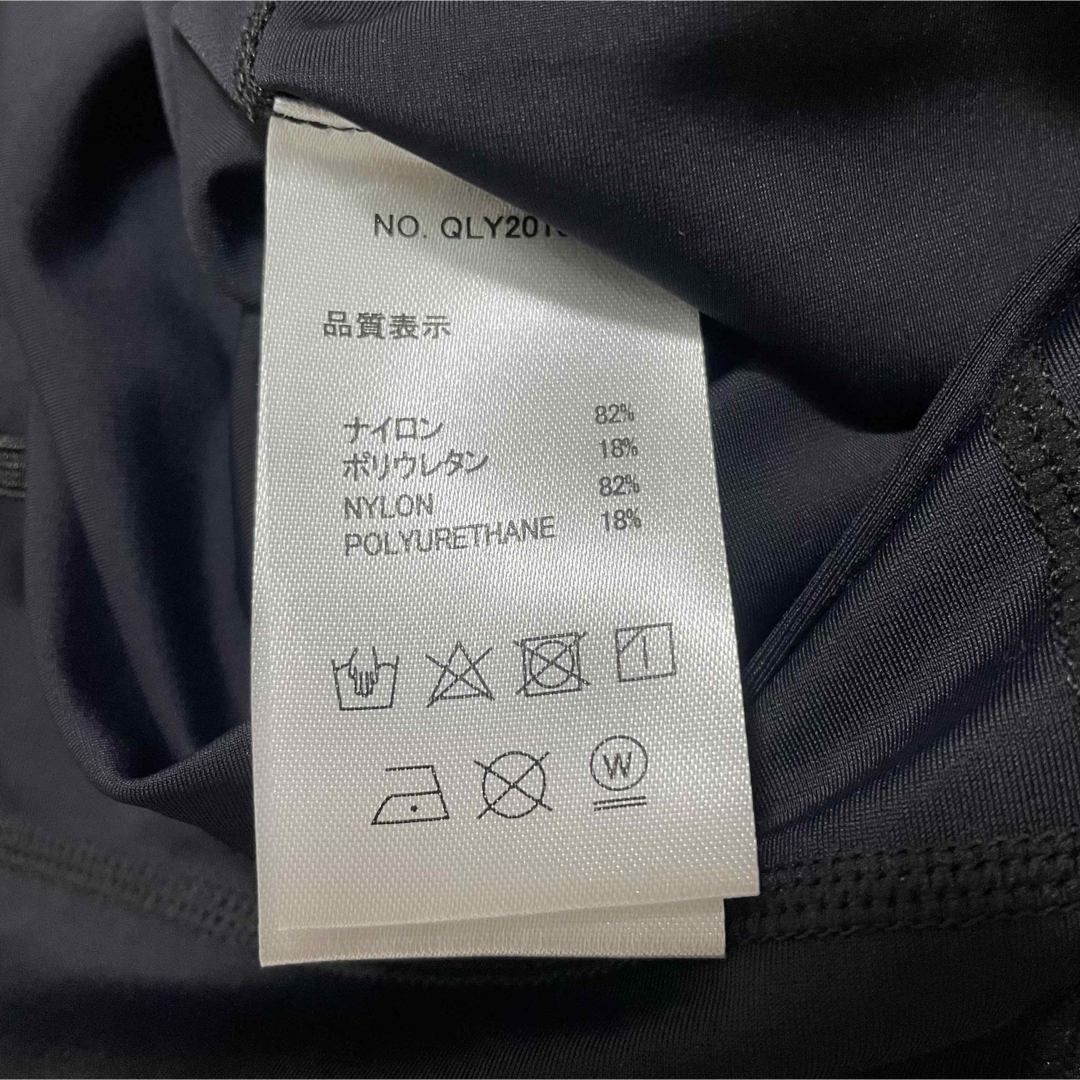 NO. QLY201
品質表示
ナイロン 82%
ポリウレタン 18%
NYLON 82%
POLYURETHANE 18%
W